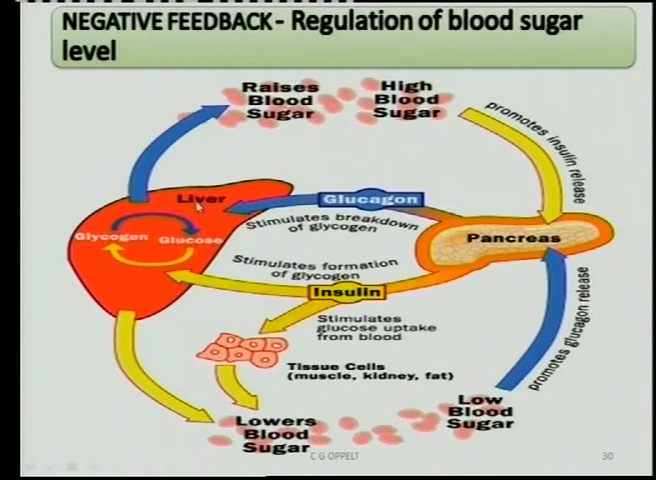 NEGATIVE FEEDBACK - Regulation of blood sugar
level
Raises
Blood
Sugar
High
Blood
Sugar
promotes insulin release
Liver
Glucagon
Stimulates breakdown
of glycogen
Glycogen
Glucose
Pancreas
Stimulates formation
of glycogen
Insulin
Stimulates
glucose uptake
from blood
promotes glucagon release
Tissue Cells
(muscle, kidney, fat)
Low
Blood
Sugar
Lowers
Blood
Sugar
C G OPPELT
30